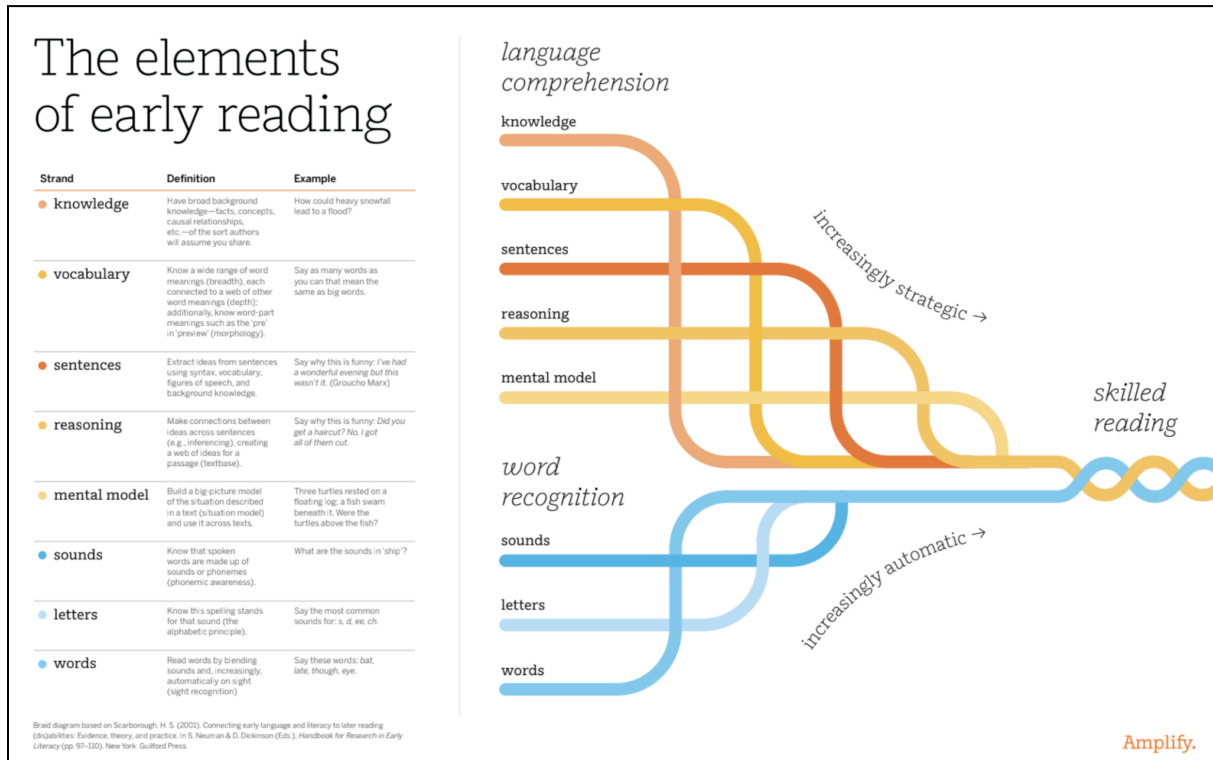 The elements
of early reading
Strand Definition Example
knowledge
Have broad background
knowledge—facts, concepts,
causal relationships,
etc.—of the sort authors
will assume you share.
How could heavy snowfall
lead to a flood?
vocabulary
Know a wide range of word
meanings (breadth), each
connected to a web of other
word meanings (depth);
additionally, know word-part
meanings such as the 'pre'
in 'preview' (morphology).
Say as many words as
you can that mean the
same as big words.
sentences
Extract ideas from sentences
using syntax, vocabulary,
figures of speech, and
background knowledge.
Say why this is funny: I've had
a wonderful evening but this
wasn't it. (Groucho Marx)
reasoning
Make connections between
ideas across sentences
(e.g., inferencing), creating
a web of ideas for a
passage (textbase).
Say why this is funny: Did you
get a haircut? No, I got
all of them cut.
mental model
Build a big-picture model
of the situation described
in a text (situation model)
and use it across texts.
Three turtles rested on a
floating log; a fish swam
beneath it. Were the
turtles above the fish?
sounds
Know that spoken
words are made up of
sounds or phonemes
(phonemic awareness).
What are the sounds in 'ship'?
letters
Know this spelling stands
for that sound (the
alphabetic principle).
Say the most common
sounds for: s, d, ee, ch.
words
Read words by blending
sounds and, increasingly,
automatically on sight
(sight recognition)
Say these words: bat,
late, though, eye.
Braid diagram based on Scarborough, H. S. (2001). Connecting early language and literacy to later reading
(dis)abilities: Evidence, theory, and practice. in S. Neuman & D. Dickinson (Eds.), Handbook for Research in Early
Literacy (pp. 97–110). New York: Guilford Press.
language
comprehension
knowledge
vocabulary
sentences
reasoning
mental model
increasingly strategic →
skilled
reading
word
recognition
sounds
letters
words
increasingly automatic →
Amplify.